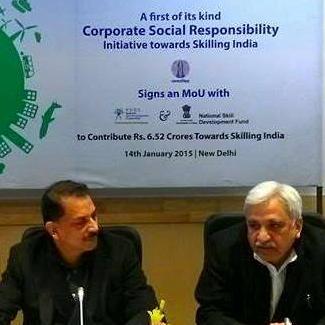 A first of its kind
Corporate Social Responsibility
Initiative towards Skilling India
Signs an MoU with
&
National Skill
Development Fund
to Contribute Rs. 6.52 Crores Towards Skilling India
14th January 2015 | New Delhi